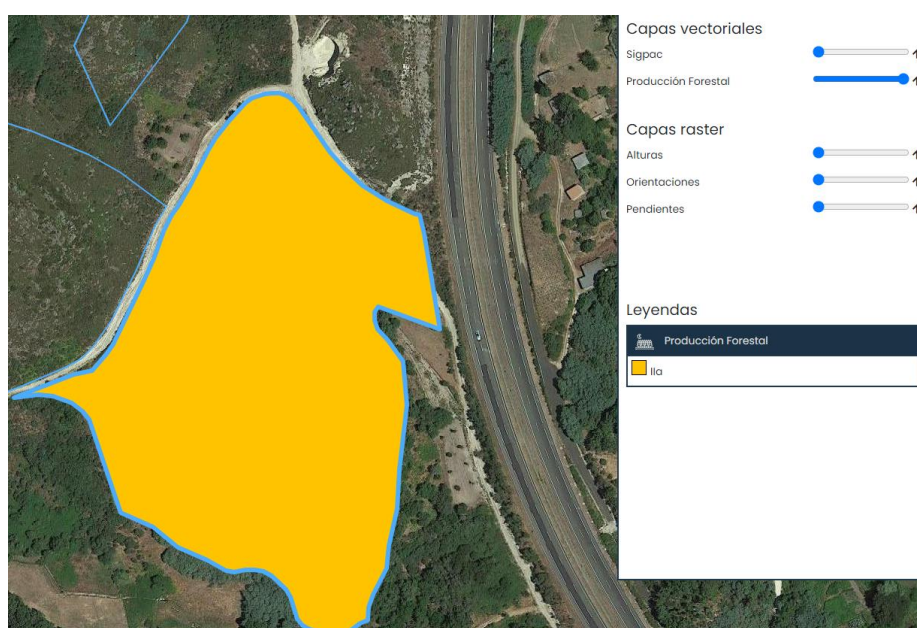 Capas vectoriales
Sigpac
Producción Forestal
Capas raster
Alturas
Orientaciones
Pendientes
Leyendas
Producción Forestal
IIa